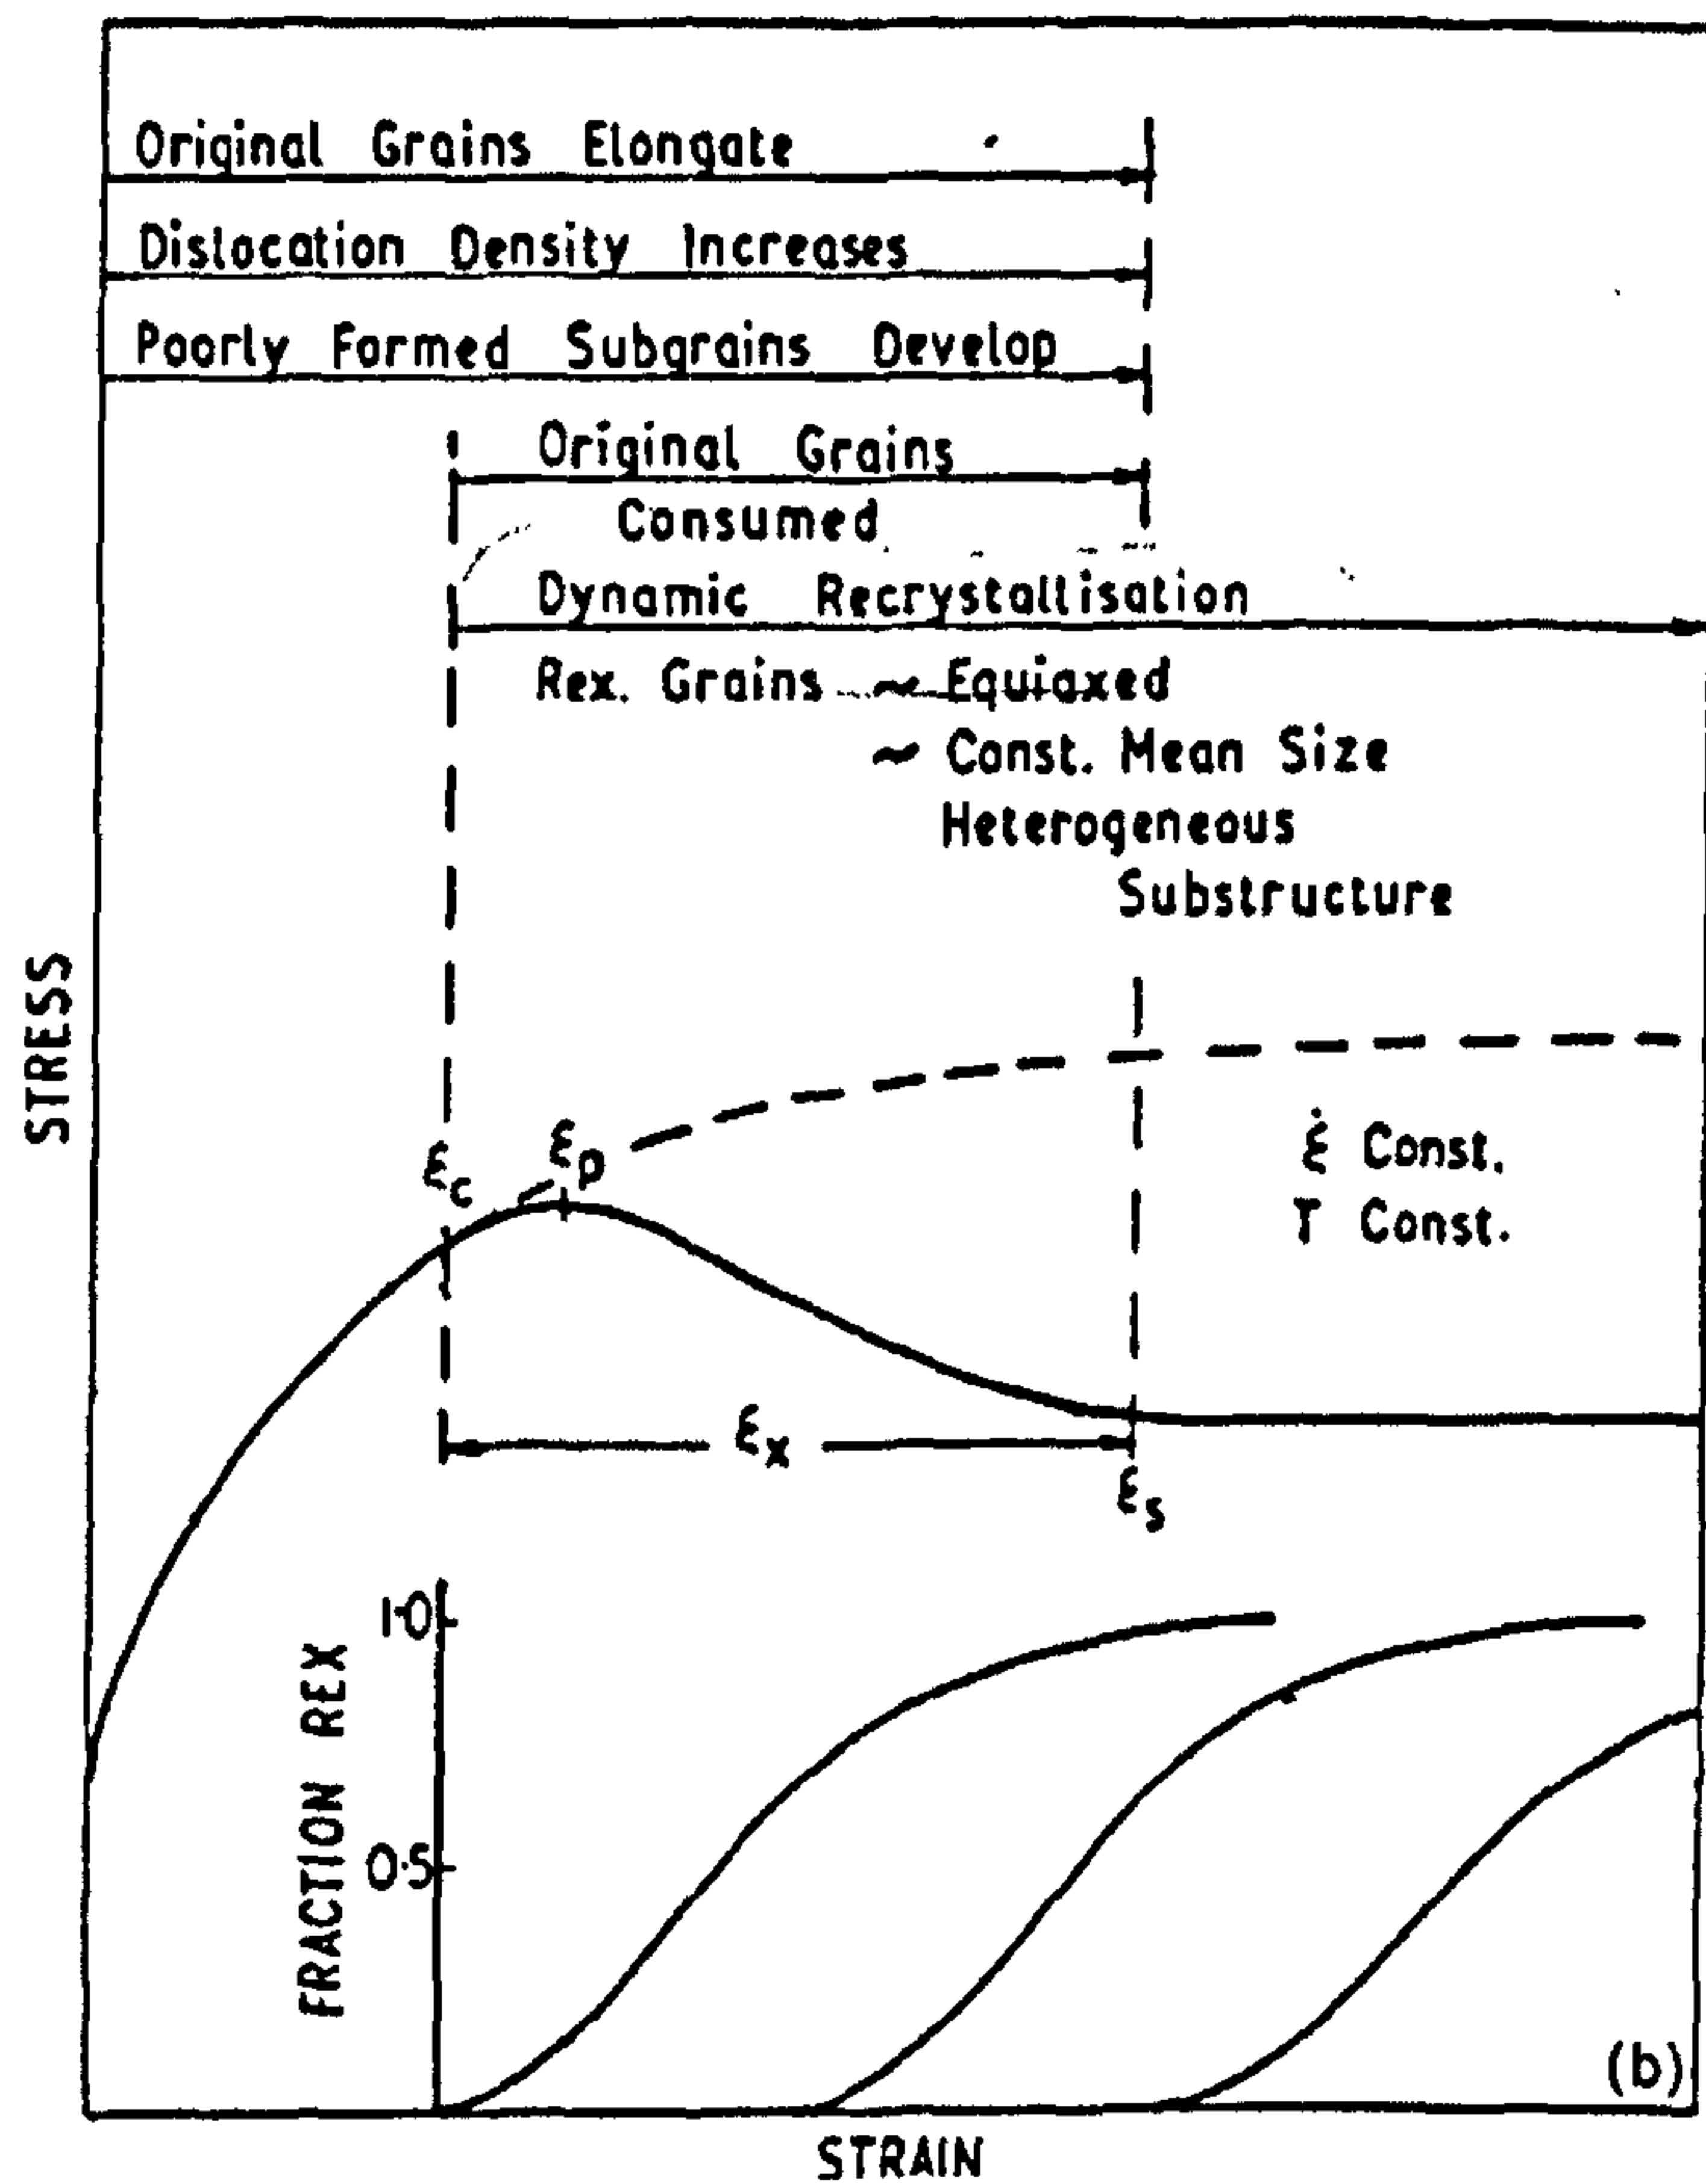 Original Grains Elongate
Dislocation Density Increases
Poorly Formed Subgrains Develop
Original Grains
Consumed
Dynamic Recrystallisation
Rex. Grains ~ Equiaxed
~ Const. Mean Size
Heterogeneous
Substructure
STRESS
εc
εp
ε̇ Const.
T Const.
εx
εs
FRACTION REX
1·0
0·5
(b)
STRAIN